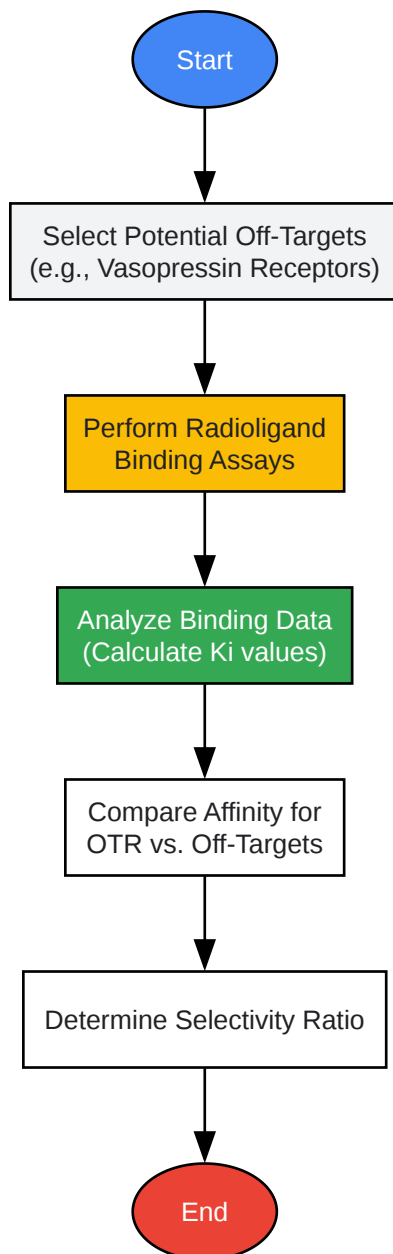 Start
Select Potential Off-Targets
(e.g., Vasopressin Receptors)
Perform Radioligand
Binding Assays
Analyze Binding Data
(Calculate Ki values)
Compare Affinity for
OTR vs. Off-Targets
Determine Selectivity Ratio
End